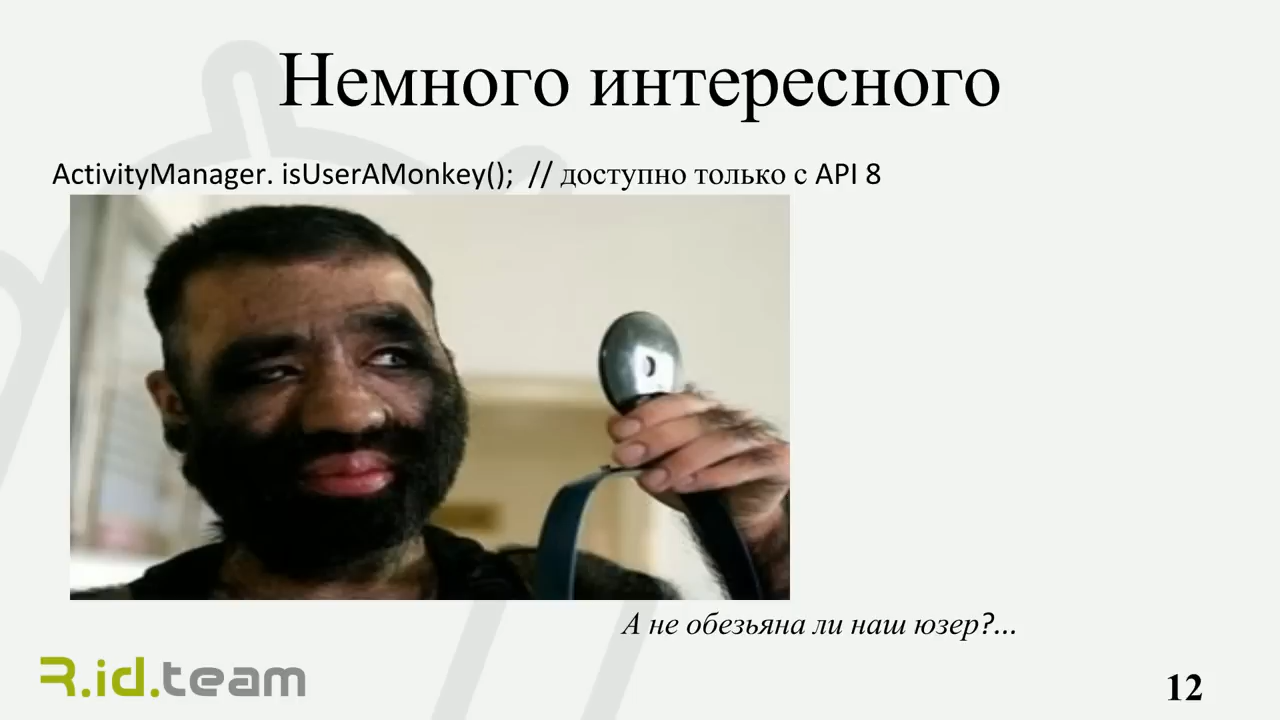 Немного интересного
ActivityManager. isUserAMonkey();  // доступно только с API 8
А не обезьяна ли наш юзер?...
R.id.team
12